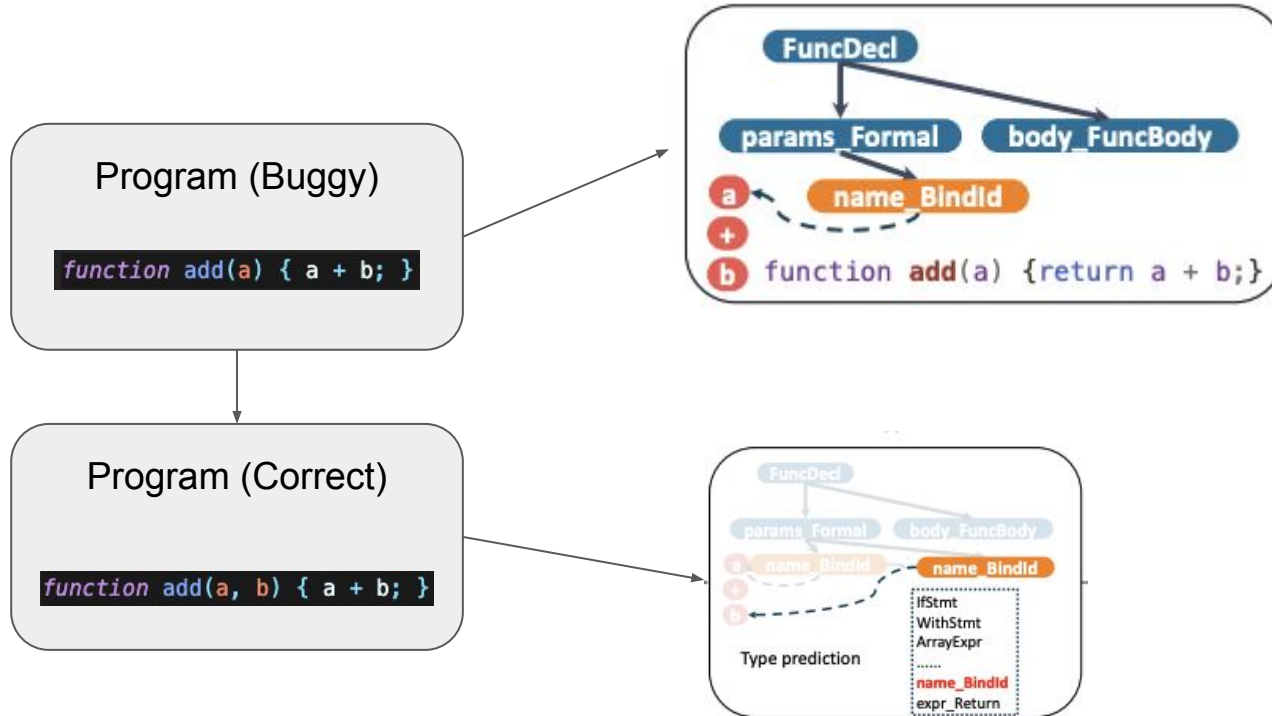 Program (Buggy)
function add(a) { a + b; }
FuncDecl
params_Formal body_FuncBody
a name_BindId
+
b function add(a) {return a + b;}
Program (Correct)
function add(a, b) { a + b; }
FuncDecl
params_Formal body_FuncBody
a name_BindId name_BindId
+
b
IfStmt
WithStmt
ArrayExpr
......
name_BindId
expr_Return
Type prediction